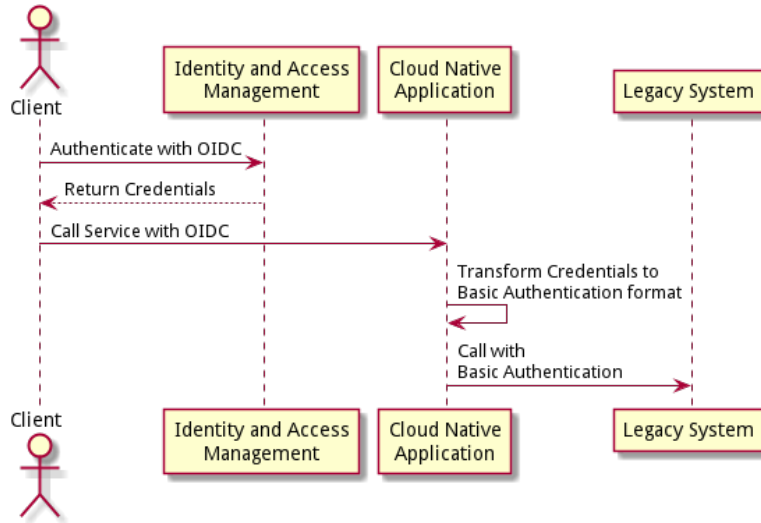 Client
Identity and Access
Management
Cloud Native
Application
Legacy System
Authenticate with OIDC
Return Credentials
Call Service with OIDC
Transform Credentials to
Basic Authentication format
Call with
Basic Authentication
Client
Identity and Access
Management
Cloud Native
Application
Legacy System